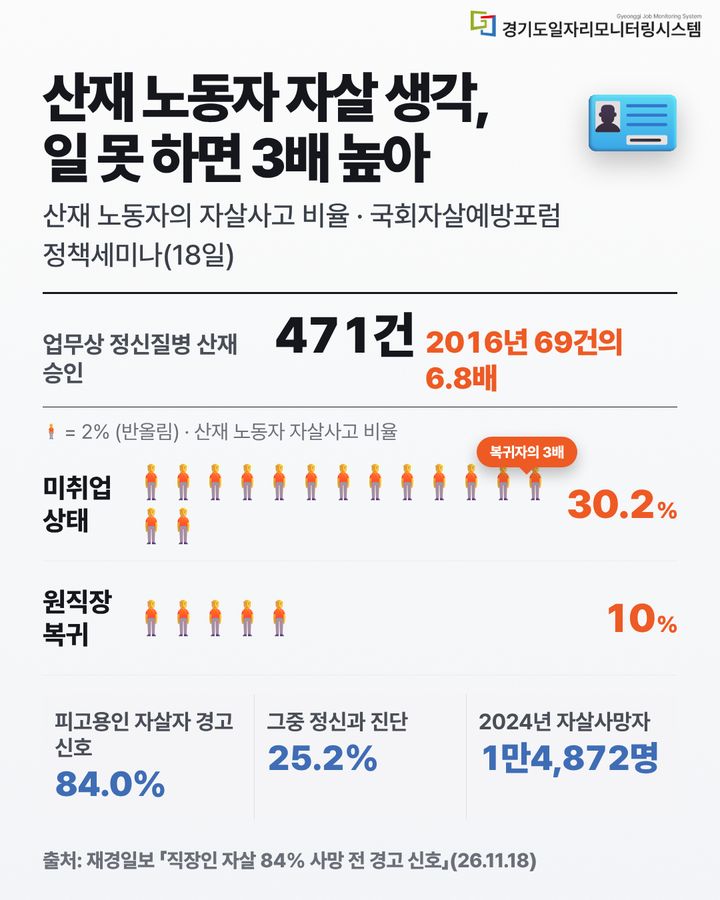 Gyeonggi Job Monitoring System
경기도일자리모니터링시스템
산재 노동자 자살 생각,
일 못 하면 3배 높아
산재 노동자의 자살사고 비율 · 국회자살예방포럼
정책세미나(18일)
업무상 정신질병 산재
승인
471건
2016년 69건의
6.8배
= 2% (반올림) · 산재 노동자 자살사고 비율
복귀자의 3배
미취업
상태
30.2%
원직장
복귀
10%
피고용인 자살자 경고
신호
84.0%
그중 정신과 진단
25.2%
2024년 자살사망자
1만4,872명
출처: 재경일보 「직장인 자살 84% 사망 전 경고 신호」(26.11.18)